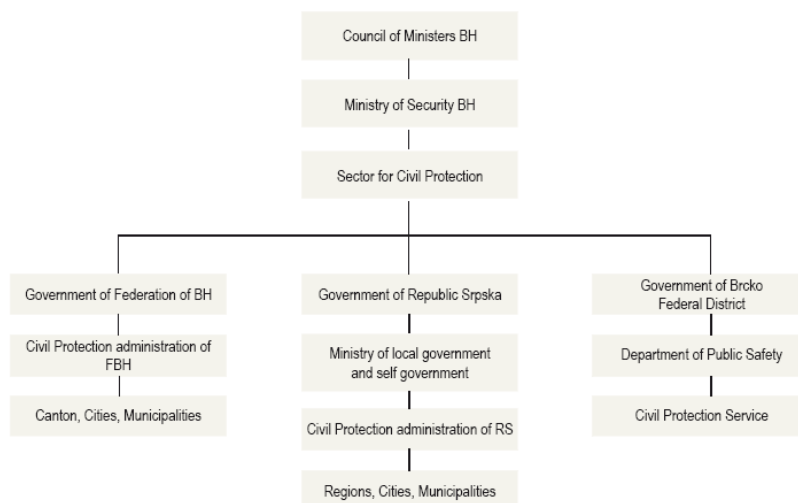 Council of Ministers BH
Ministry of Security BH
Sector for Civil Protection
Government of Federation of BH
Civil Protection administration of
FBH
Canton, Cities, Municipalities
Government of Republic Srpska
Ministry of local government
and self government
Civil Protection administration of RS
Regions, Cities, Municipalities
Government of Brcko
Federal District
Department of Public Safety
Civil Protection Service